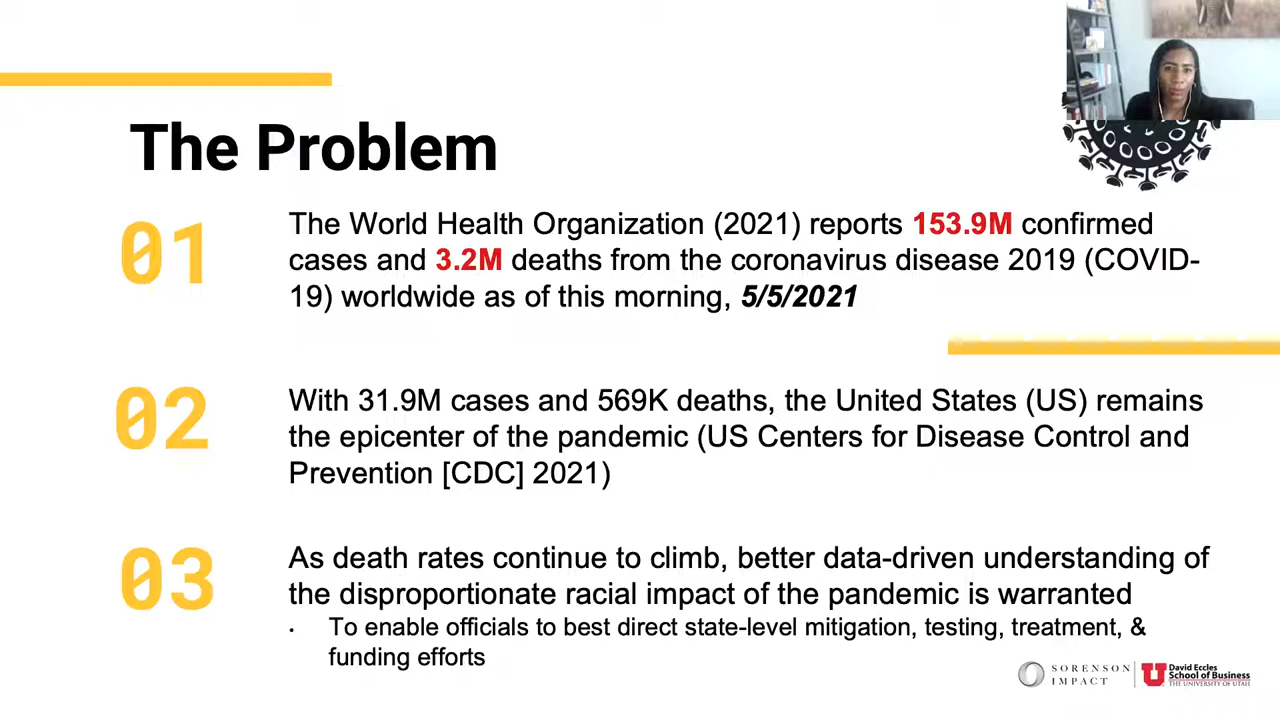 The Problem
01
The World Health Organization (2021) reports 153.9M confirmed
cases and 3.2M deaths from the coronavirus disease 2019 (COVID-
19) worldwide as of this morning, 5/5/2021
02
With 31.9M cases and 569K deaths, the United States (US) remains
the epicenter of the pandemic (US Centers for Disease Control and
Prevention [CDC] 2021)
03
As death rates continue to climb, better data-driven understanding of
the disproportionate racial impact of the pandemic is warranted
• To enable officials to best direct state-level mitigation, testing, treatment, &
funding efforts
SORENSON
IMPACT
U
David Eccles
School of Business
THE UNIVERSITY OF UTAH